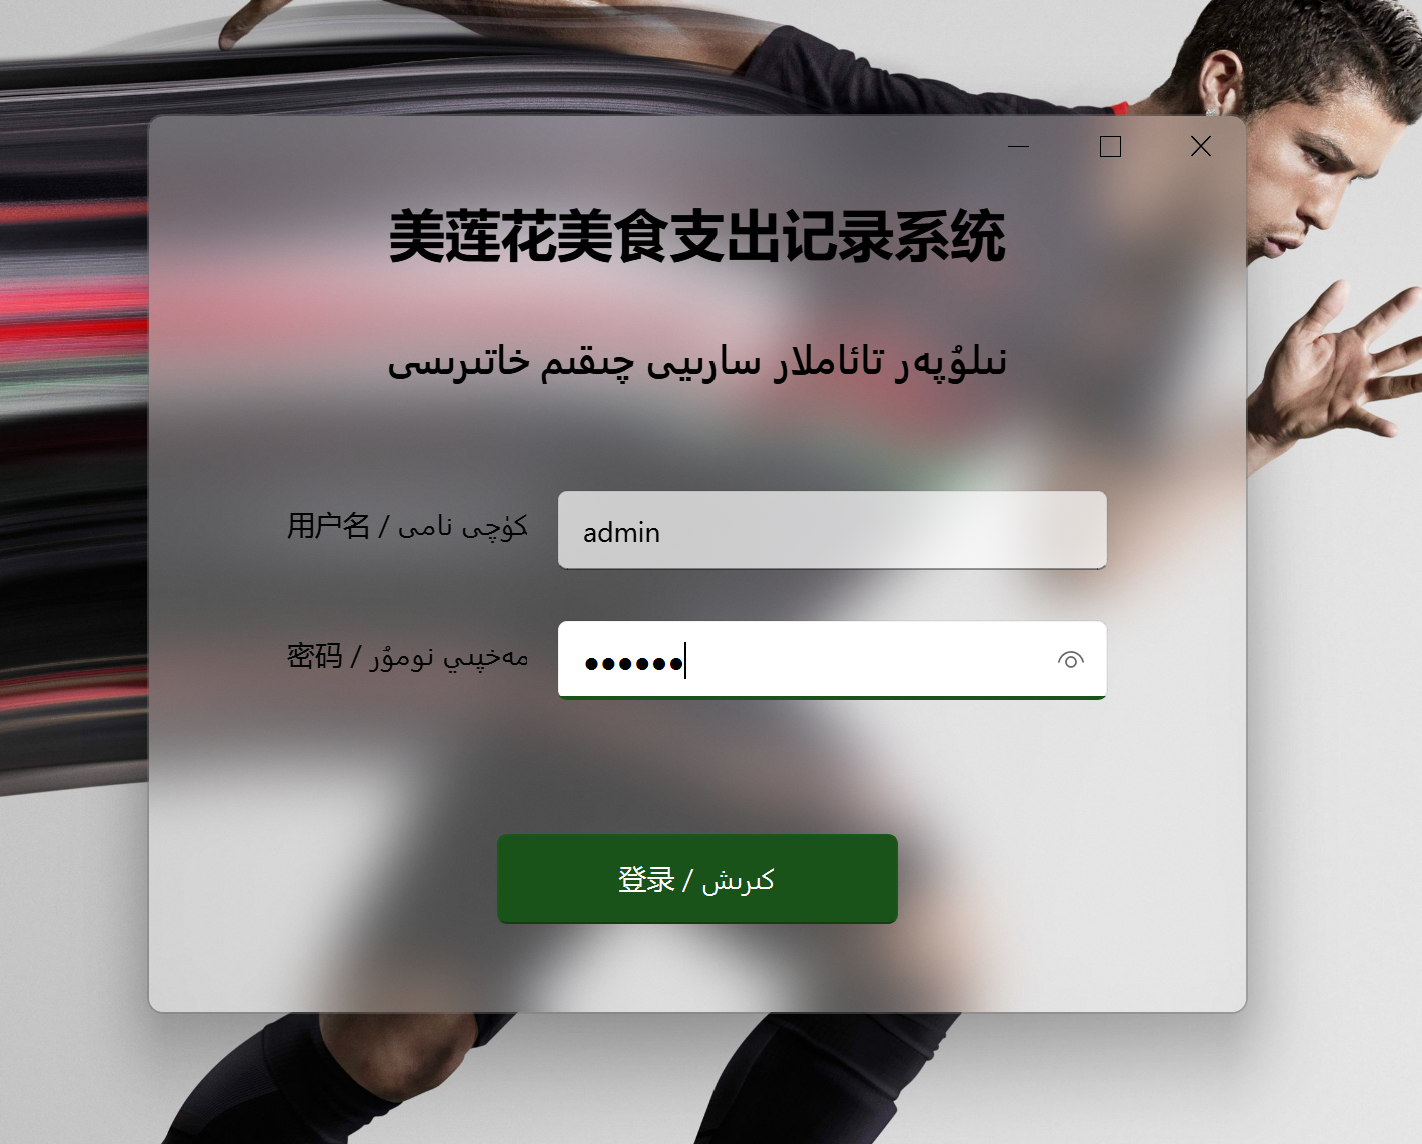 美莲花美食支出记录系统
نىلۇپەر تائاملار سارىيى چىقىم خاتىرىسى
用户名 / كۈچى نامى
admin
密码 / مەخپىي نومۇر
••••••
登录 / كىرىش